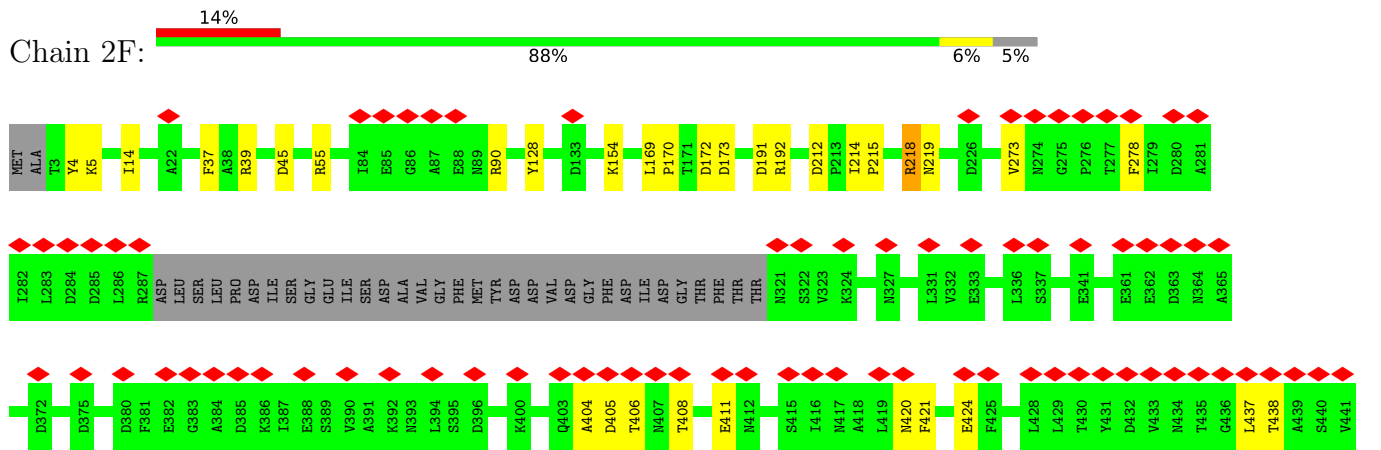 14%
Chain 2F:
88% 6% 5%
MET ALA T3 Y4 K5 I14 A22 F37 A38 R39 D45 R55 I84 E85 G86 A87 E88 N89 R90 Y128 D133 K154 L169 P170 T171 D172 D173 D191 R192 D212 P213 I214 P215 R218 N219 D226 V273 N274 G275 P276 T277 F278 I279 D280 A281
I282 L283 D284 D285 L286 R287 ASP LEU SER LEU PRO ASP ILE SER GLY GLU ILE SER ASP ALA VAL GLY PHE MET TYR ASP ASP VAL ASP GLY PHE ASP ILE ASP GLY THR PHE THR THR N321 S322 V323 K324 N327 L331 V332 E333 L336 S337 E341 E361 E362 D363 N364 A365
D372 D375 D380 F381 E382 G383 A384 D385 K386 I387 E388 S389 V390 A391 K392 N393 L394 S395 D396 K400 Q403 A404 D405 T406 N407 T408 E411 N412 S415 I416 N417 A418 L419 N420 F421 E424 F425 L428 L429 T430 Y431 D432 V433 N434 T435 G436 L437 T438 A439 S440 V441